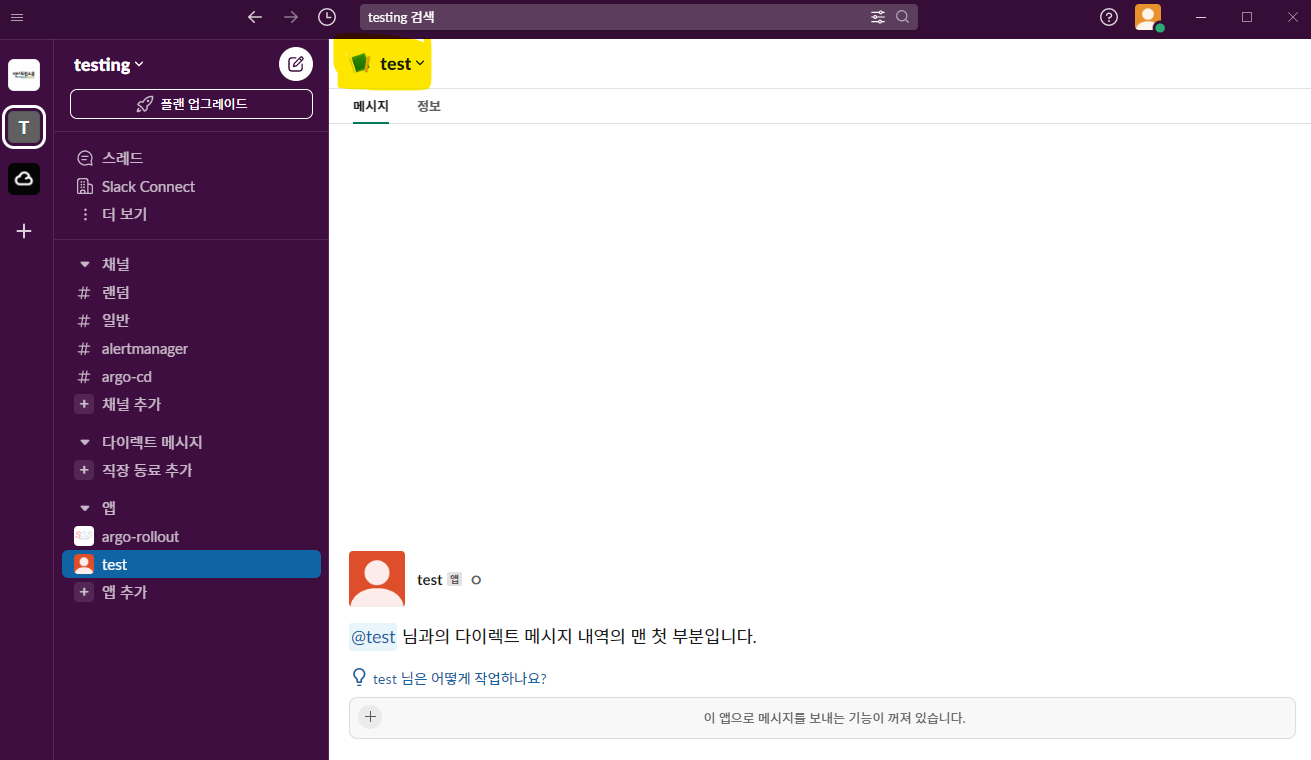 testing 검색
test
testing
플랜 업그레이드
메시지 정보
T
스레드
Slack Connect
더 보기
채널
# 랜덤
# 일반
# alertmanager
# argo-cd
+ 채널 추가
다이렉트 메시지
+ 직장 동료 추가
앱
argo-rollout
test
+ 앱 추가
test 앱
@test 님과의 다이렉트 메시지 내역의 맨 첫 부분입니다.
test 님은 어떻게 작업하나요?
이 앱으로 메시지를 보내는 기능이 꺼져 있습니다.